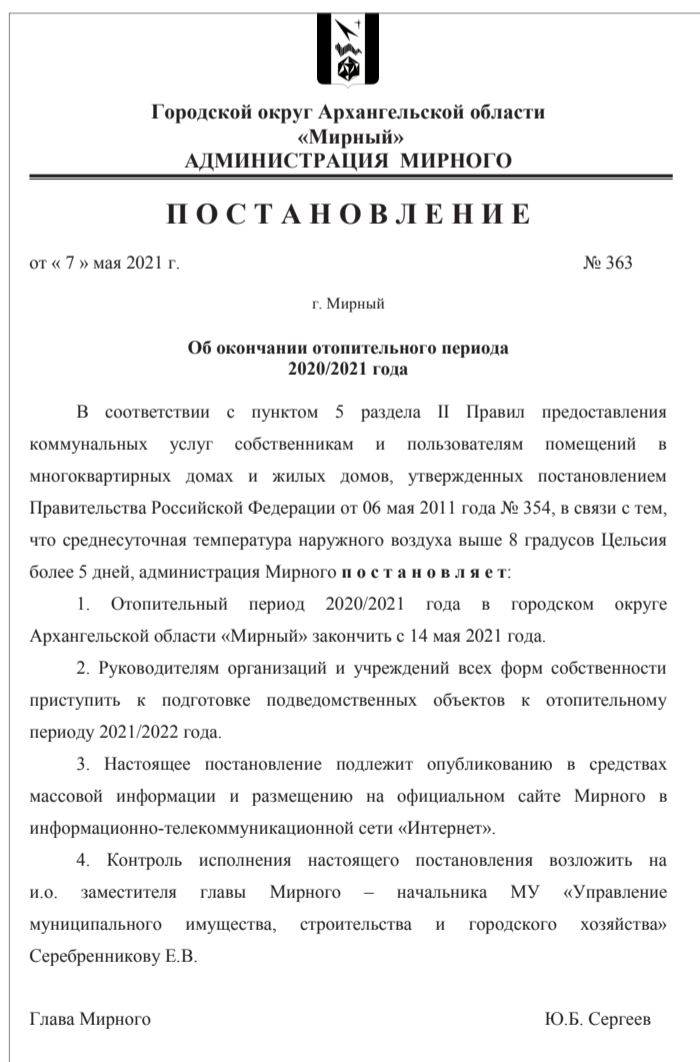 Городской округ Архангельской области
«Мирный»
АДМИНИСТРАЦИЯ МИРНОГО
П О С Т А Н О В Л Е Н И Е
от « 7 » мая 2021 г. № 363
г. Мирный
Об окончании отопительного периода
2020/2021 года
В соответствии с пунктом 5 раздела II Правил предоставления
коммунальных услуг собственникам и пользователям помещений в
многоквартирных домах и жилых домов, утвержденных постановлением
Правительства Российской Федерации от 06 мая 2011 года № 354, в связи с тем,
что среднесуточная температура наружного воздуха выше 8 градусов Цельсия
более 5 дней, администрация Мирного п о с т а н о в л я е т:
1. Отопительный период 2020/2021 года в городском округе
Архангельской области «Мирный» закончить с 14 мая 2021 года.
2. Руководителям организаций и учреждений всех форм собственности
приступить к подготовке подведомственных объектов к отопительному
периоду 2021/2022 года.
3. Настоящее постановление подлежит опубликованию в средствах
массовой информации и размещению на официальном сайте Мирного в
информационно-телекоммуникационной сети «Интернет».
4. Контроль исполнения настоящего постановления возложить на
и.о. заместителя главы Мирного – начальника МУ «Управление
муниципального имущества, строительства и городского хозяйства»
Серебренникову Е.В.
Глава Мирного Ю.Б. Сергеев